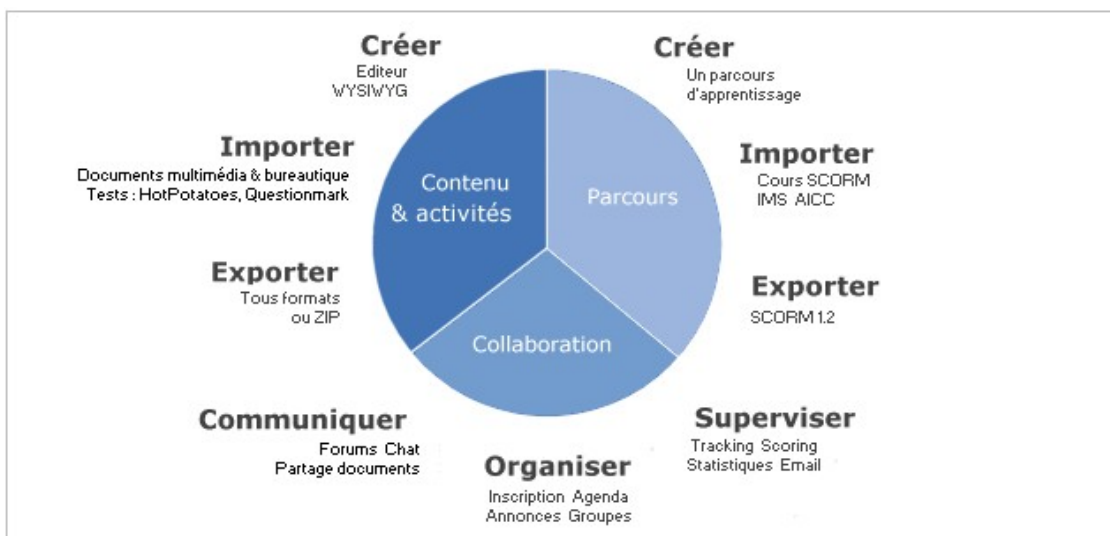 Créer
Editeur
WYSIWYG
Importer
Documents multimédia & bureautique
Tests : HotPotatoes, Questionmark
Exporter
Tous formats
ou ZIP
Contenu
& activités
Parcours
Collaboration
Créer
Un parcours
d'apprentissage
Importer
Cours SCORM
IMS AICC
Exporter
SCORM 1.2
Communiquer
Forums Chat
Partage documents
Organiser
Inscription Agenda
Annonces Groupes
Superviser
Tracking Scoring
Statistiques Email